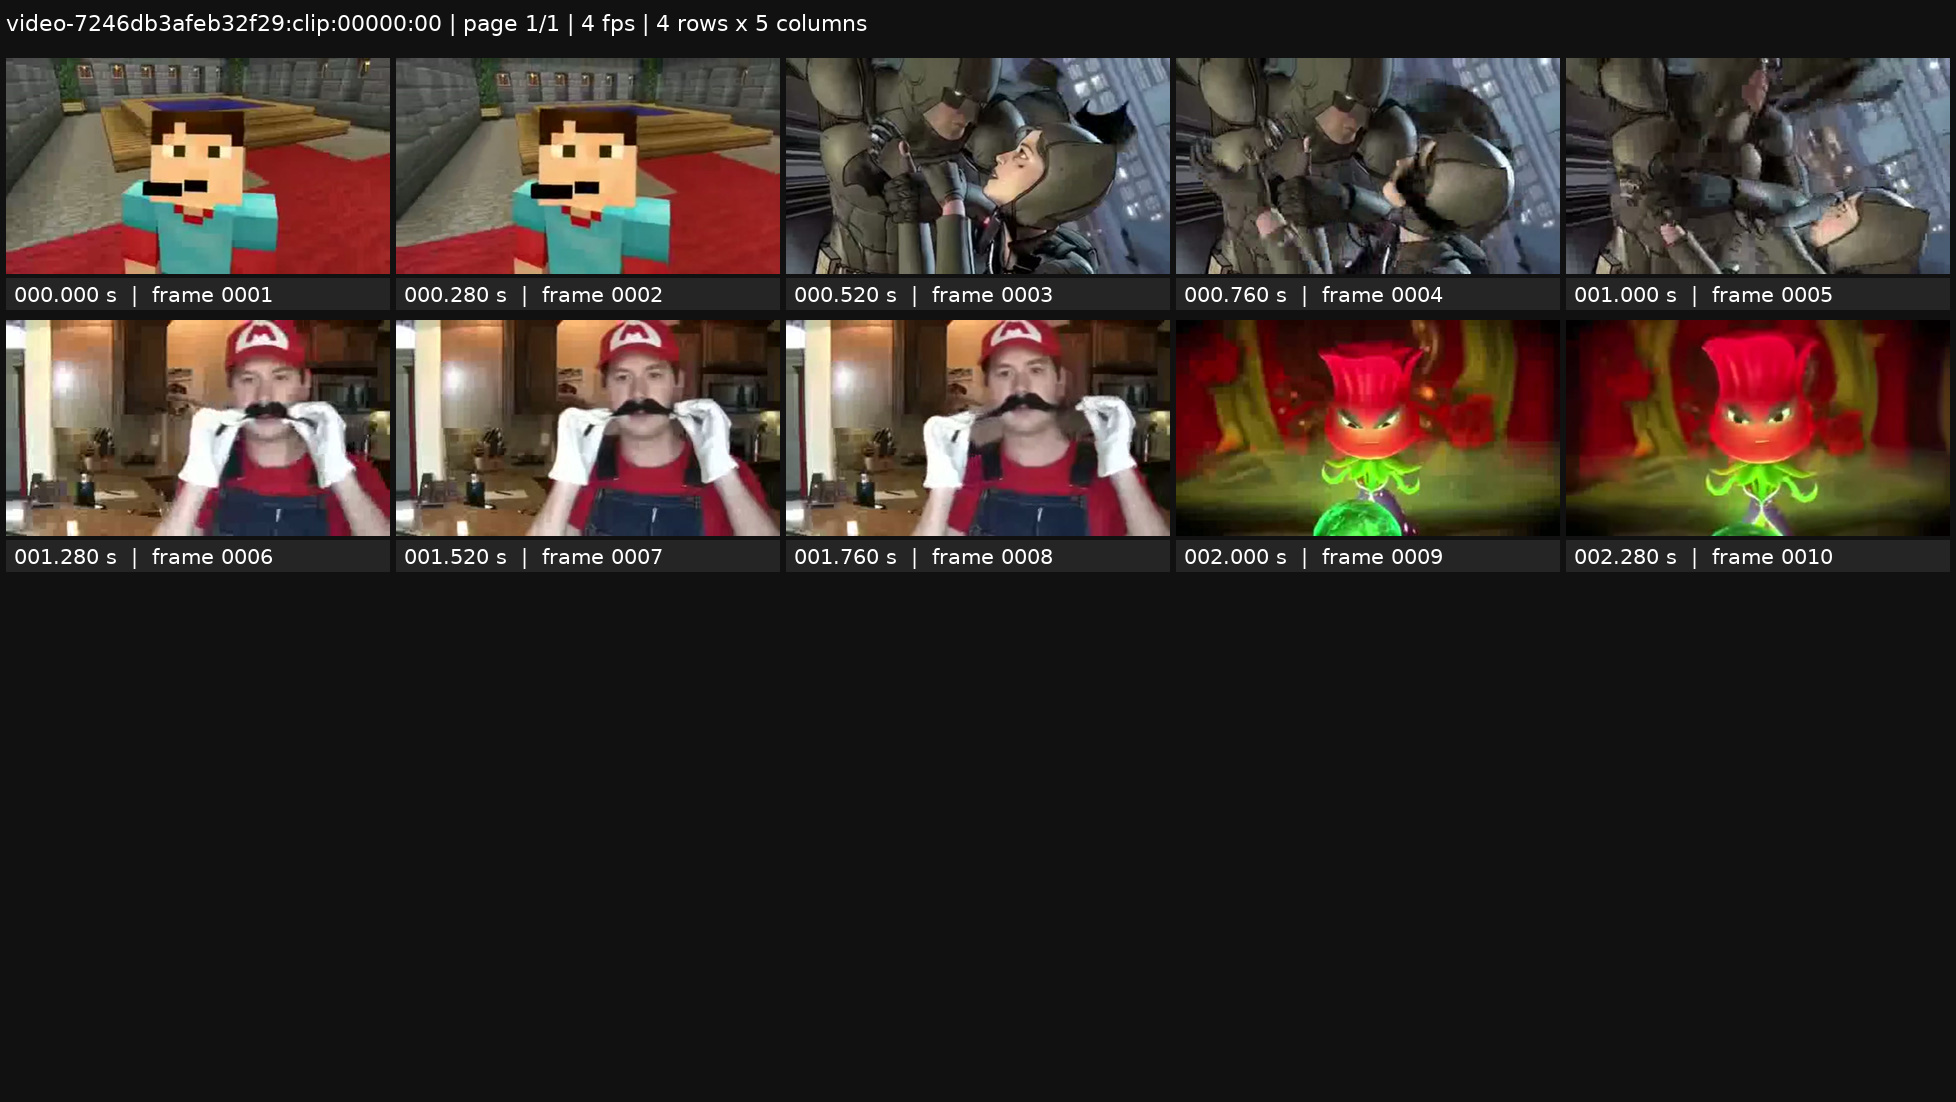 video-7246db3afeb32f29:clip:00000:00 | page 1/1 | 4 fps | 4 rows x 5 columns
000.000 s | frame 0001
000.280 s | frame 0002
000.520 s | frame 0003
000.760 s | frame 0004
001.000 s | frame 0005
M
M
M
001.280 s | frame 0006
001.520 s | frame 0007
001.760 s | frame 0008
002.000 s | frame 0009
002.280 s | frame 0010